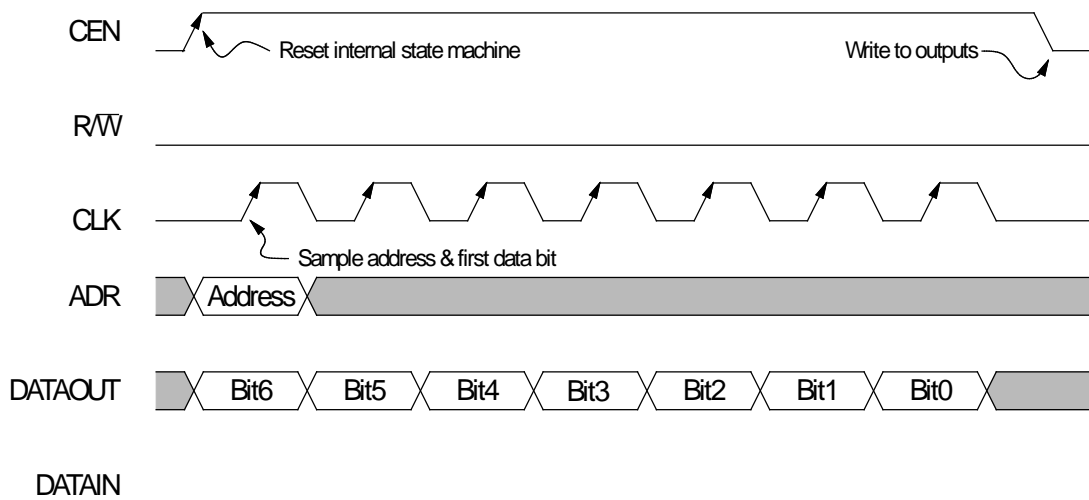 CEN
Reset internal state machine
Write to outputs
R/W̅
CLK
Sample address & first data bit
ADR
Address
DATAOUT
Bit6 Bit5 Bit4 Bit3 Bit2 Bit1 Bit0
DATAIN